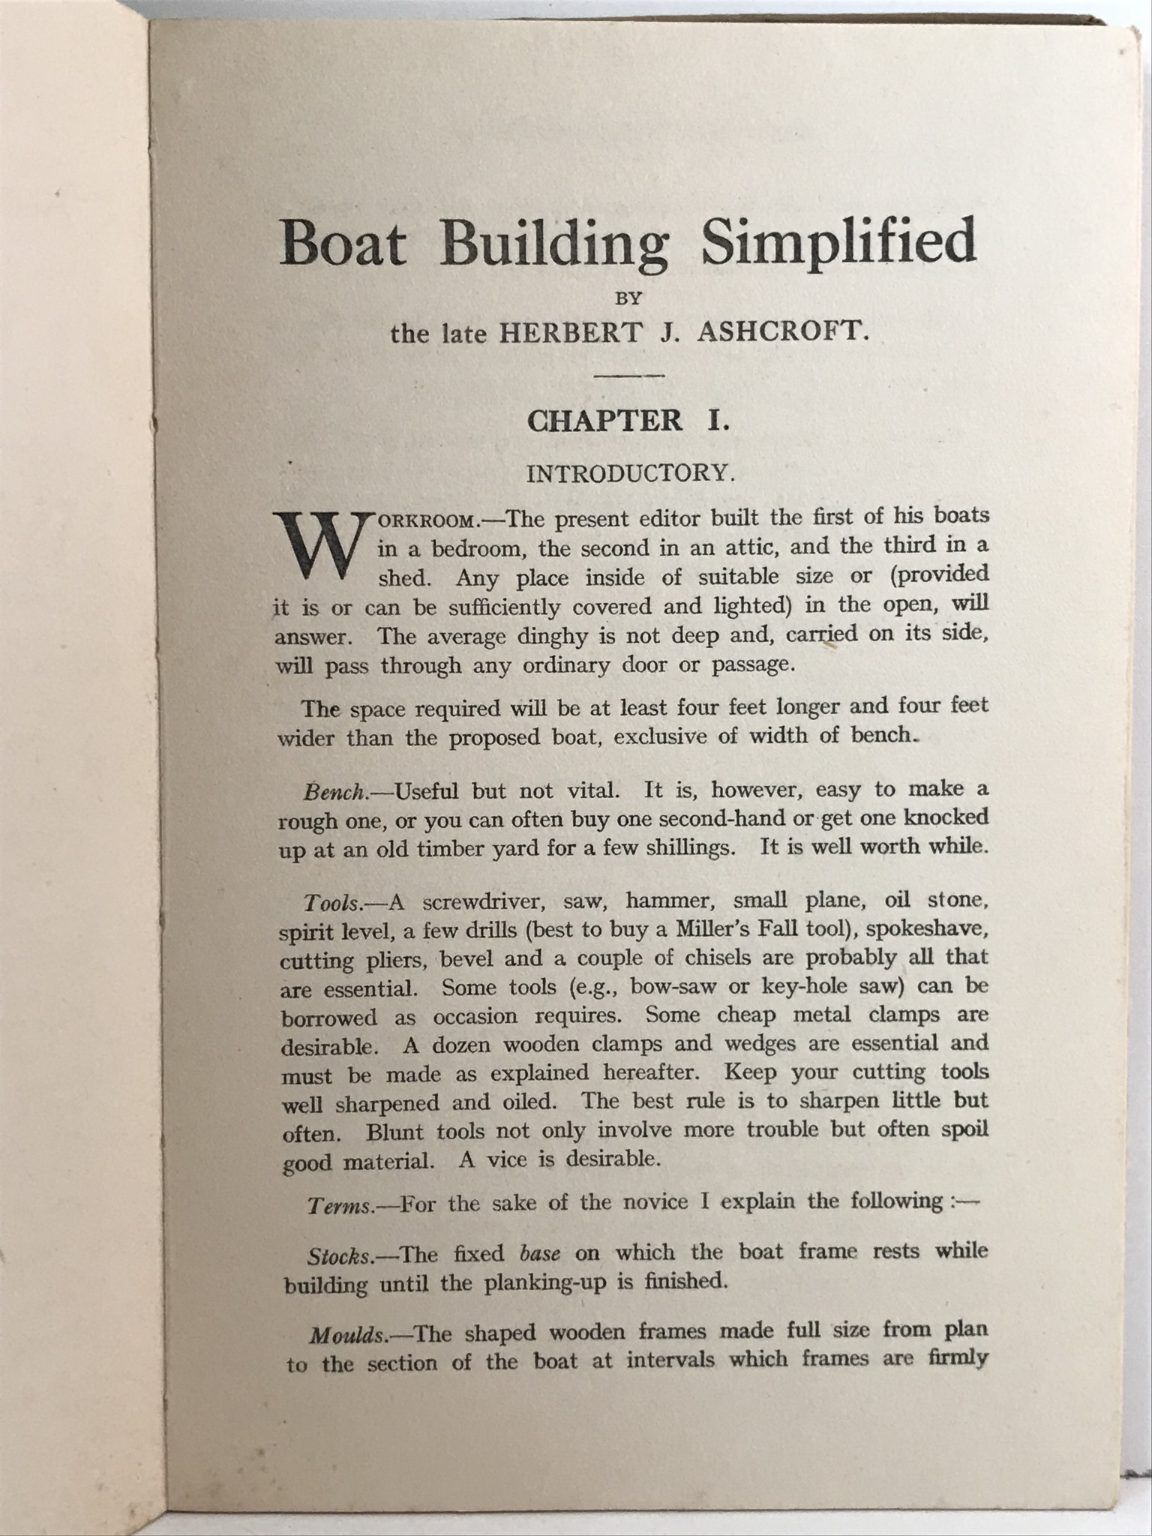 Boat Building Simplified
BY
the late HERBERT J. ASHCROFT.
CHAPTER I.
INTRODUCTORY.
WORKROOM.—The present editor built the first of his boats
in a bedroom, the second in an attic, and the third in a
shed. Any place inside of suitable size or (provided
it is or can be sufficiently covered and lighted) in the open, will
answer. The average dinghy is not deep and, carried on its side,
will pass through any ordinary door or passage.
The space required will be at least four feet longer and four feet
wider than the proposed boat, exclusive of width of bench.
Bench.—Useful but not vital. It is, however, easy to make a
rough one, or you can often buy one second-hand or get one knocked
up at an old timber yard for a few shillings. It is well worth while.
Tools.—A screwdriver, saw, hammer, small plane, oil stone,
spirit level, a few drills (best to buy a Miller's Fall tool), spokeshave,
cutting pliers, bevel and a couple of chisels are probably all that
are essential. Some tools (e.g., bow-saw or key-hole saw) can be
borrowed as occasion requires. Some cheap metal clamps are
desirable. A dozen wooden clamps and wedges are essential and
must be made as explained hereafter. Keep your cutting tools
well sharpened and oiled. The best rule is to sharpen little but
often. Blunt tools not only involve more trouble but often spoil
good material. A vice is desirable.
Terms.—For the sake of the novice I explain the following :—
Stocks.—The fixed base on which the boat frame rests while
building until the planking-up is finished.
Moulds.—The shaped wooden frames made full size from plan
to the section of the boat at intervals which frames are firmly